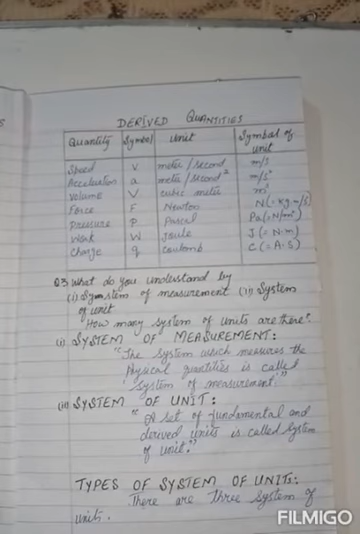 DERIVED QUANTITIES
Quantity Symbol Unit Symbol of unit
Speed v meter/second m/s
Acceleration a meter/second² m/s²
Volume V cubic meter m³
Force F Newton N(=Kg.m/s²)
Pressure P Pascal Pa(=N/m²)
Work W Joule J(=N.m)
Charge q coulomb C(=A.S)
Q3 What do you understand by
(i) System of measurement (ii) System
of unit
How many system of units are there?
(i) SYSTEM OF MEASUREMENT:
"The system which measures the
physical quantities is called
system of measurement."
(ii) SYSTEM OF UNIT:
"A set of fundamental and
derived units is called system
of unit."
TYPES OF SYSTEM OF UNITS:
There are three system of
units.
FILMIGO